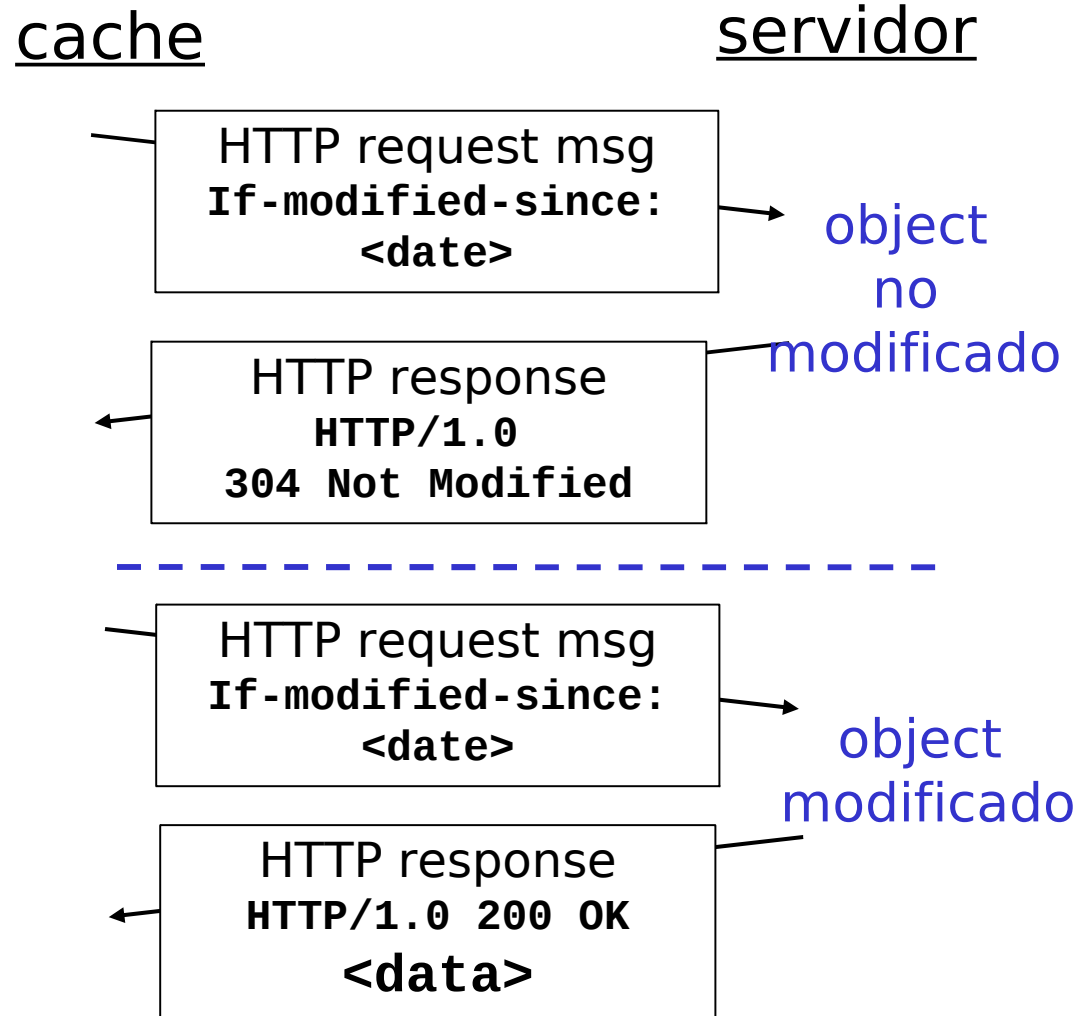 cache
servidor
HTTP request msg
If-modified-since:
<date>
object
no
modificado
HTTP response
HTTP/1.0
304 Not Modified
HTTP request msg
If-modified-since:
<date>
object
modificado
HTTP response
HTTP/1.0 200 OK
<data>